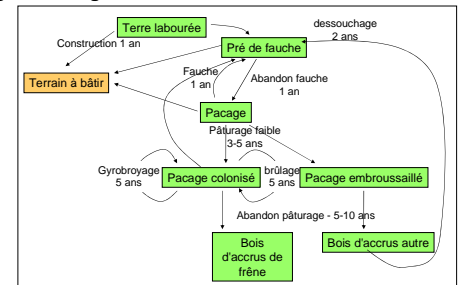 Terre labourée
dessouchage
2 ans
Construction 1 an
Pré de fauche
Terrain à bâtir
Fauche
1 an
Abandon fauche
1 an
Pacage
Pâturage faible
3-5 ans
Gyrobroyage
5 ans
Pacage colonisé
brûlage
5 ans
Pacage embroussaillé
Abandon pâturage - 5-10 ans
Bois
d'accrus de
frêne
Bois d'accrus autre